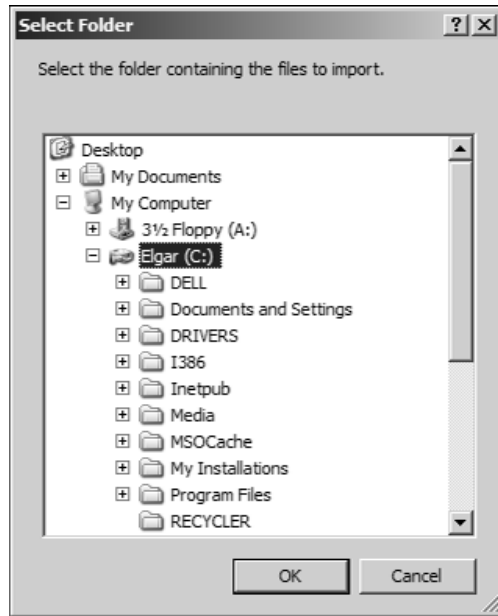 Select Folder
Select the folder containing the files to import.
Desktop
My Documents
My Computer
3½ Floppy (A:)
Elgar (C:)
DELL
Documents and Settings
DRIVERS
I386
Inetpub
Media
MSOCache
My Installations
Program Files
RECYCLER
OK Cancel